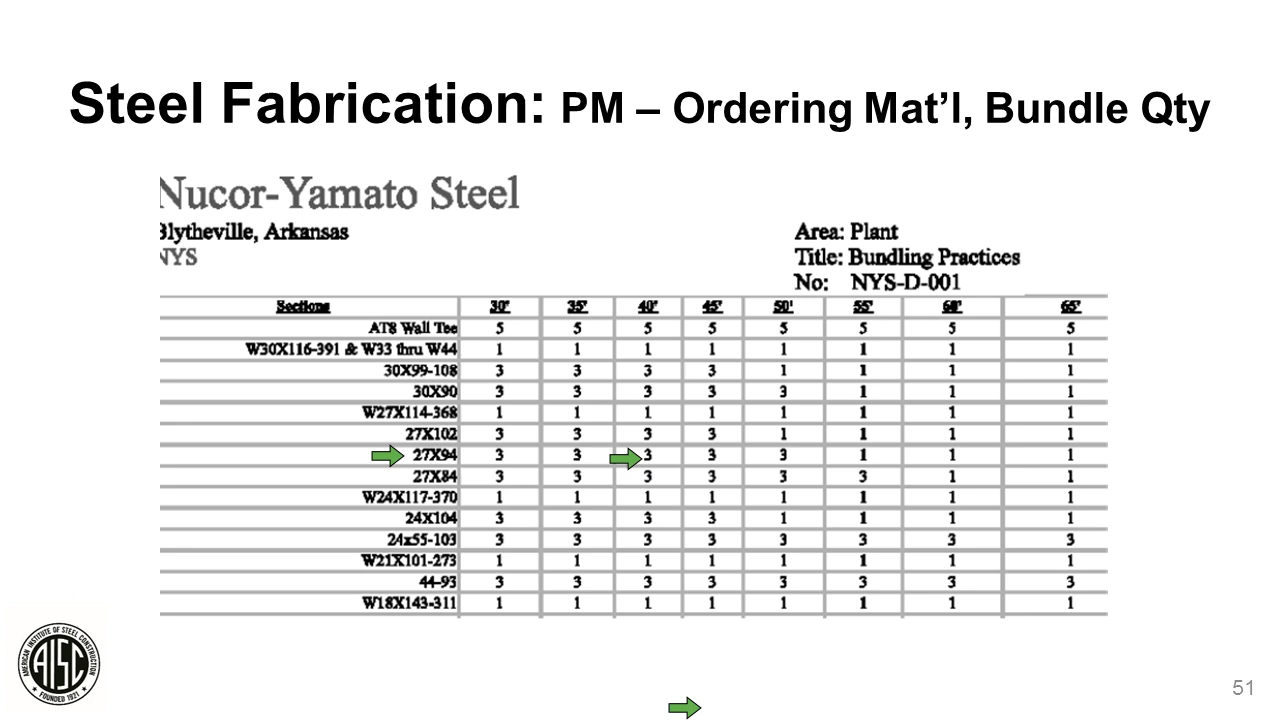 Steel Fabrication: PM – Ordering Mat’l, Bundle Qty
Nucor-Yamato Steel
Blytheville, Arkansas
NYS
Area: Plant
Title: Bundling Practices
No: NYS-D-001
Sections 30' 35' 40' 45' 50' 55' 60' 65'
AT8 Wall Tee 5 5 5 5 5 5 5 5
W30X116-391 & W33 thru W44 1 1 1 1 1 1 1 1
30X99-108 3 3 3 3 1 1 1 1
30X90 3 3 3 3 3 1 1 1
W27X114-368 1 1 1 1 1 1 1 1
27X102 3 3 3 3 1 1 1 1
27X94 3 3 3 3 3 1 1 1
27X84 3 3 3 3 3 3 1 1
W24X117-370 1 1 1 1 1 1 1 1
24X104 3 3 3 3 1 1 1 1
24x55-103 3 3 3 3 3 3 3 3
W21X101-273 1 1 1 1 1 1 1 1
44-93 3 3 3 3 3 3 3 3
W18X143-311 1 1 1 1 1 1 1 1
AMERICAN INSTITUTE OF STEEL CONSTRUCTION
AISC
FOUNDED 1921
51